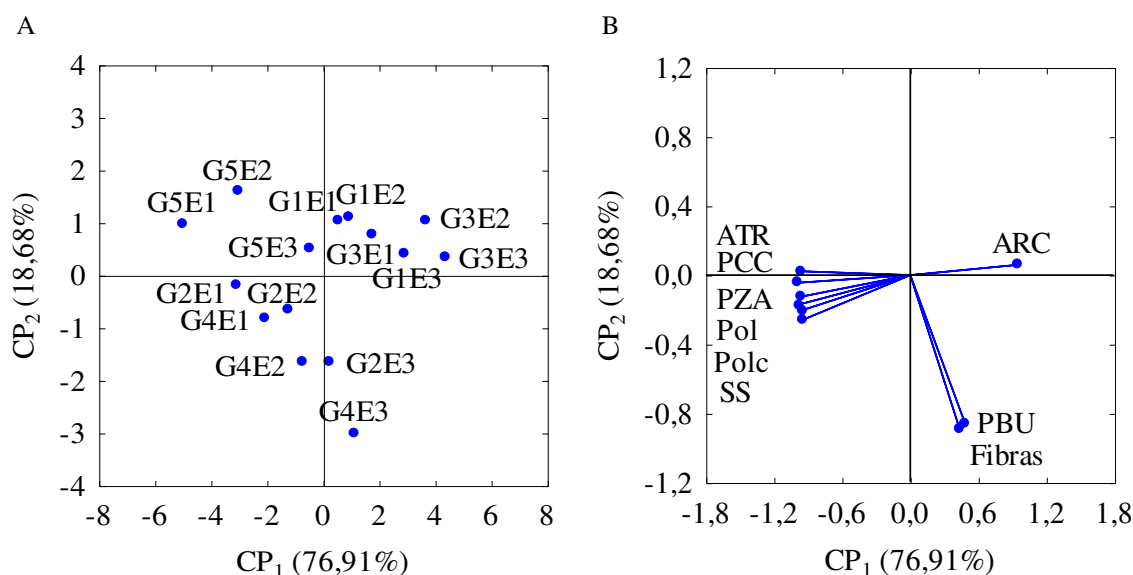 A
4
3
2
1
0
-1
-2
-3
-4
CP2 (18,68%)
G5E2
G5E1
G1E1
G1E2
G3E2
G5E3
G3E1
G3E3
G1E3
G2E1
G2E2
G4E1
G4E2
G2E3
G4E3
-8 -6 -4 -2 0 2 4 6 8
CP1 (76,91%)
B
1,2
0,8
0,4
0,0
-0,4
-0,8
-1,2
CP2 (18,68%)
ATR
PCC
ARC
PZA
Pol
Polc
SS
PBU
Fibras
-1,8 -1,2 -0,6 0,0 0,6 1,2 1,8
CP1 (76,91%)